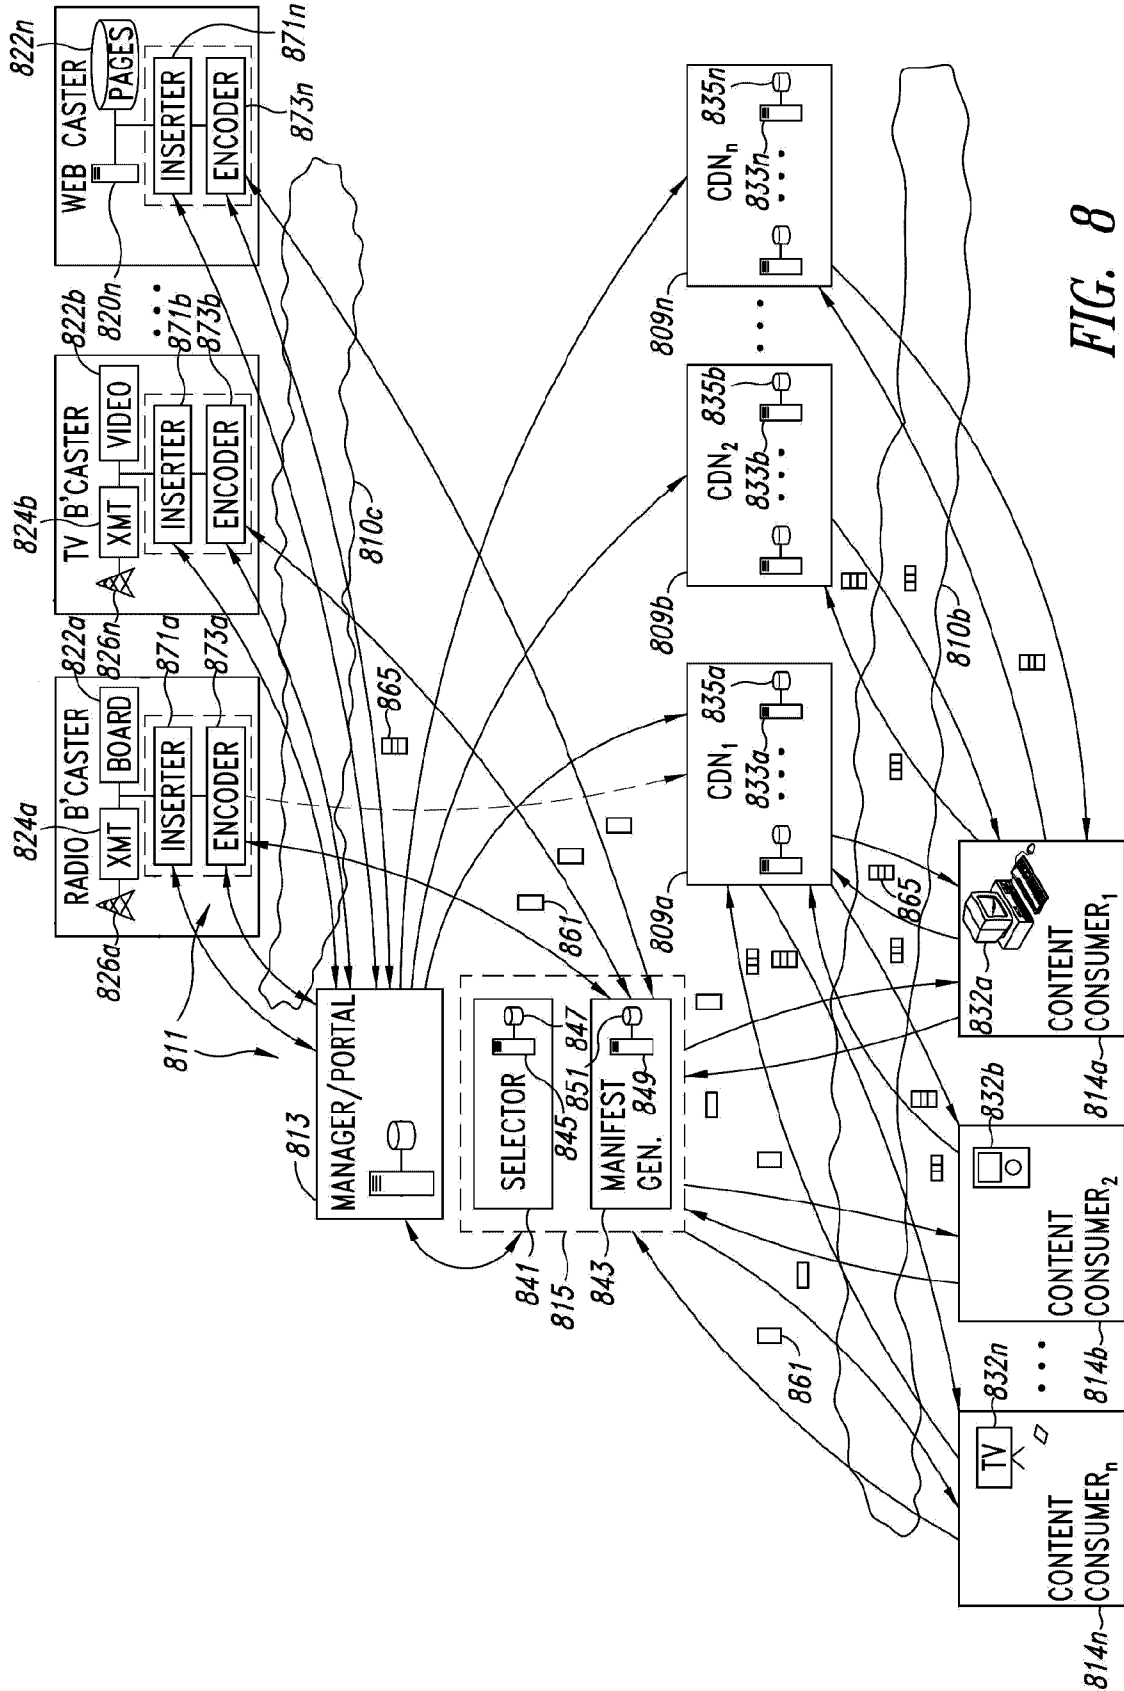 824a
822a
RADIO B'CASTER
XMT
BOARD
826a
INSERTER
871a
ENCODER
873a
811
824b
822b
TV B'CASTER
XMT
VIDEO
826n
INSERTER
871b
ENCODER
873b
822n
WEB CASTER
PAGES
820n
INSERTER
871n
ENCODER
873n
813
MANAGER/PORTAL
810c
865
841
SELECTOR
845
847
815
843
MANIFEST
GEN.
849
851
861
861
809a
CDN1
833a
835a
809b
CDN2
833b
835b
809n
CDNn
833n
835n
810b
865
832n
TV
CONTENT
CONSUMERn
814n
832b
CONTENT
CONSUMER2
814b
832a
CONTENT
CONSUMER1
814a
FIG. 8